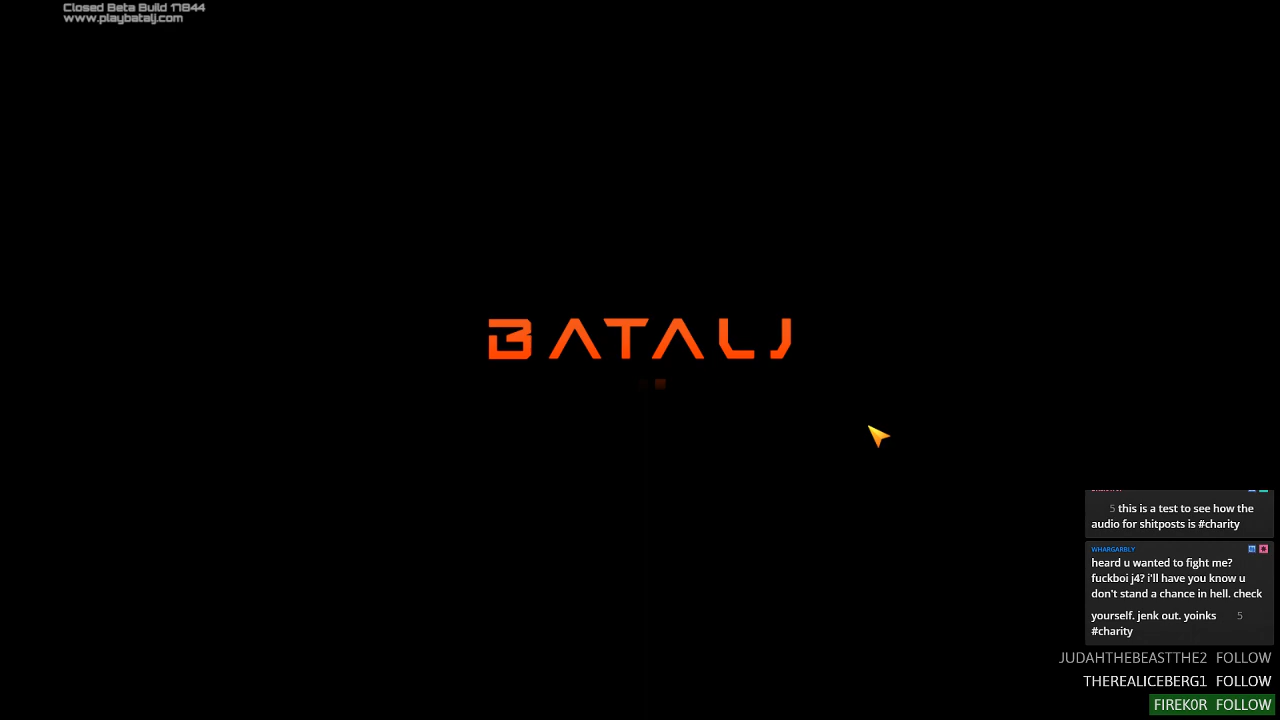 Closed Beta Build 17844
www.playbatalj.com
BATALJ
5 this is a test to see how the
audio for shitposts is #charity
WHARGARBLY
heard u wanted to fight me?
fuckboi j4? i'll have you know u
don't stand a chance in hell. check
yourself. jenk out. yoinks 5
#charity
JUDAHTHEBEASTTHE2 FOLLOW
THEREALICEBERG1 FOLLOW
FIREK0R FOLLOW